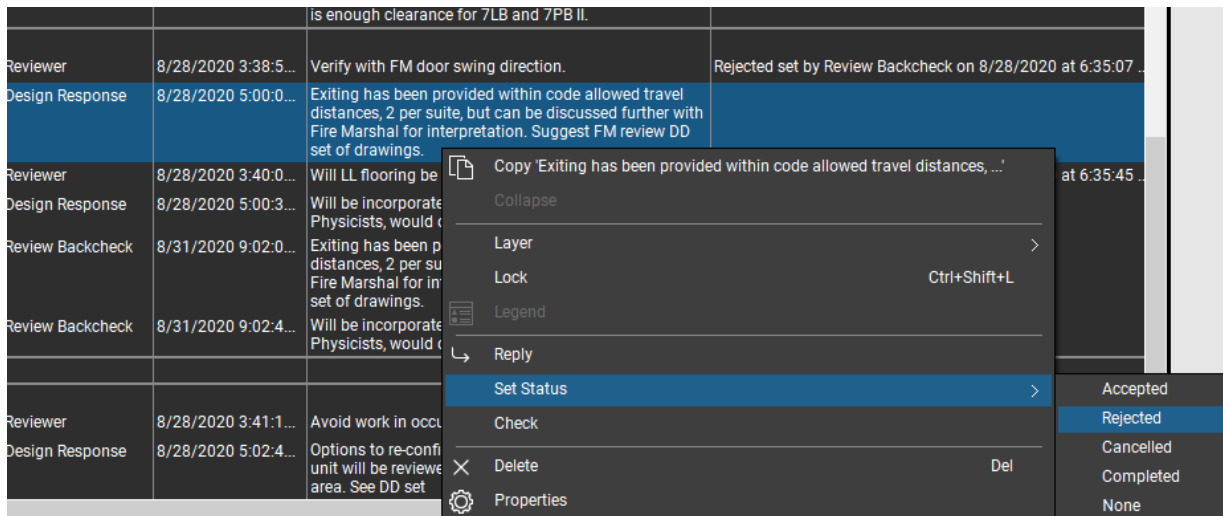 is enough clearance for 7LB and 7PB II.
Reviewer 8/28/2020 3:38:5... Verify with FM door swing direction. Rejected set by Review Backcheck on 8/28/2020 at 6:35:07 ...
Design Response 8/28/2020 5:00:0... Exiting has been provided within code allowed travel
distances, 2 per suite, but can be discussed further with
Fire Marshal for interpretation. Suggest FM review DD
set of drawings.
Reviewer 8/28/2020 3:40:0... Will LL flooring be at 6:35:45 ...
Design Response 8/28/2020 5:00:3... Will be incorporate
Physicists, would
Review Backcheck 8/31/2020 9:02:0... Exiting has been p
distances, 2 per su
Fire Marshal for in
set of drawings.
Review Backcheck 8/31/2020 9:02:4... Will be incorporate
Physicists, would
Reviewer 8/28/2020 3:41:1... Avoid work in occu
Design Response 8/28/2020 5:02:4... Options to re-confi
unit will be reviewe
area. See DD set
Copy 'Exiting has been provided within code allowed travel distances, ...'
Collapse
Layer
Lock Ctrl+Shift+L
Legend
Reply
Set Status
Check
Delete Del
Properties
Accepted
Rejected
Cancelled
Completed
None